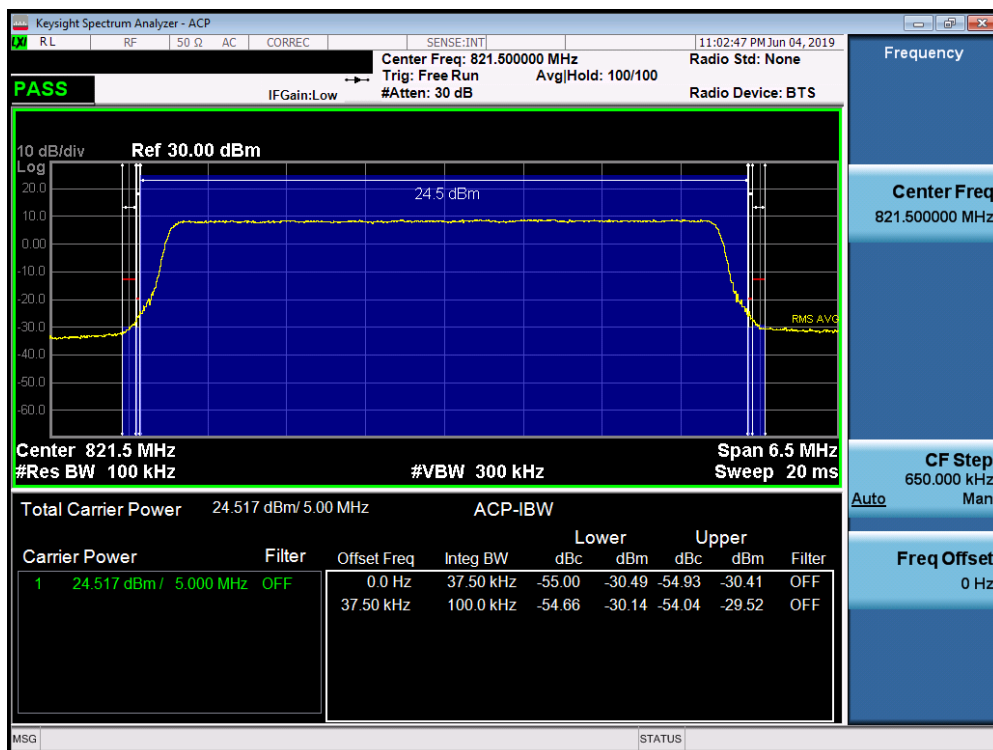 Keysight Spectrum Analyzer - ACP
LXI RL RF 50 Ω AC CORREC SENSE:INT 11:02:47 PM Jun 04, 2019
Center Freq: 821.500000 MHz Radio Std: None
Trig: Free Run Avg|Hold: 100/100
PASS IFGain:Low #Atten: 30 dB Radio Device: BTS
10 dB/div Ref 30.00 dBm
Log
24.5 dBm
20.0
10.0
0.00
-10.0
-20.0
-30.0
RMS AVG
-40.0
-50.0
-60.0
Center 821.5 MHz Span 6.5 MHz
#Res BW 100 kHz #VBW 300 kHz Sweep 20 ms
Total Carrier Power 24.517 dBm/ 5.00 MHz ACP-IBW
Lower Upper
Carrier Power Filter Offset Freq Integ BW dBc dBm dBc dBm Filter
1 24.517 dBm / 5.000 MHz OFF 0.0 Hz 37.50 kHz -55.00 -30.49 -54.93 -30.41 OFF
37.50 kHz 100.0 kHz -54.66 -30.14 -54.04 -29.52 OFF
MSG STATUS
Frequency
Center Freq
821.500000 MHz
CF Step
650.000 kHz
Auto Man
Freq Offset
0 Hz